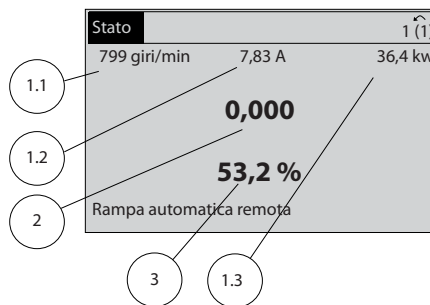 Stato
1 (1)
799 giri/min 7,83 A 36,4 kw
1.1
0,000
1.2
53,2 %
2
Rampa automatica remota
3
1.3